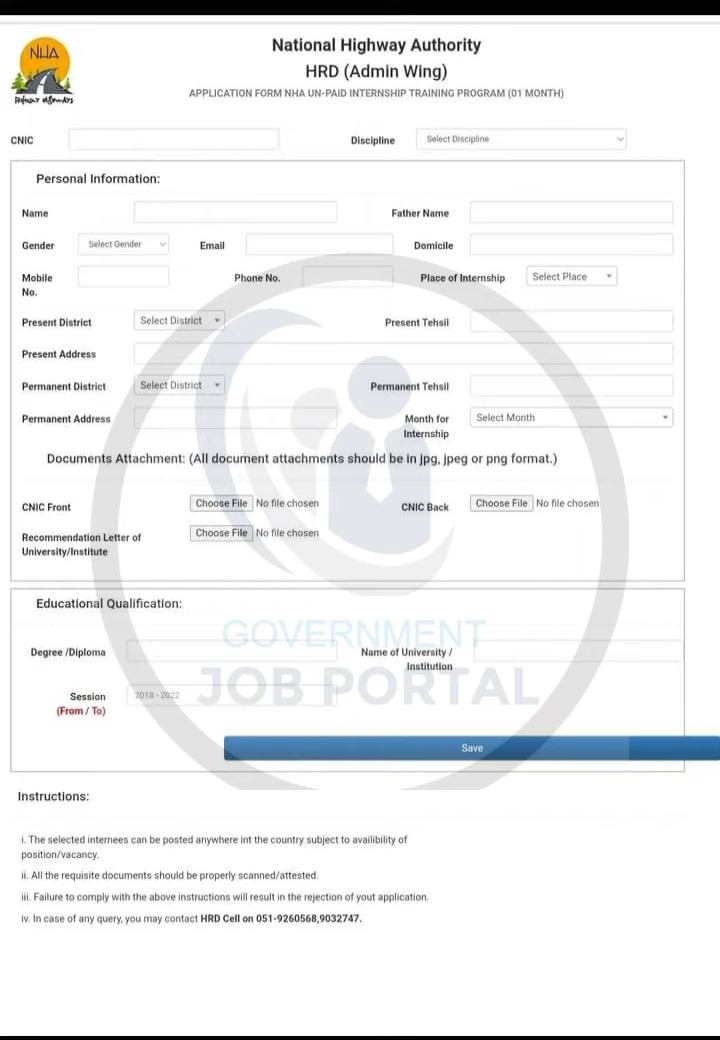 NHA
National Highway Authority
HRD (Admin Wing)
APPLICATION FORM NHA UN-PAID INTERNSHIP TRAINING PROGRAM (01 MONTH)
CNIC Discipline Select Discipline
Personal Information:
Name Father Name
Gender Select Gender Email Domicile
Mobile No. Phone No. Place of Internship Select Place
Present District Select District Present Tehsil
Present Address
Permanent District Select District Permanent Tehsil
Permanent Address Month for Internship Select Month
Documents Attachment: (All document attachments should be in jpg, jpeg or png format.)
CNIC Front Choose File No file chosen CNIC Back Choose File No file chosen
Recommendation Letter of Choose File No file chosen
University/Institute
Educational Qualification:
GOVERNMENT
Degree /Diploma Name of University / Institution
JOB PORTAL
Session 2018 - 2022
(From / To)
Save
Instructions:
i. The selected internees can be posted anywhere int the country subject to availibility of
position/vacancy.
ii. All the requisite documents should be properly scanned/attested.
iii. Failure to comply with the above instructions will result in the rejection of yout application.
iv. In case of any query, you may contact HRD Cell on 051-9260568,9032747.